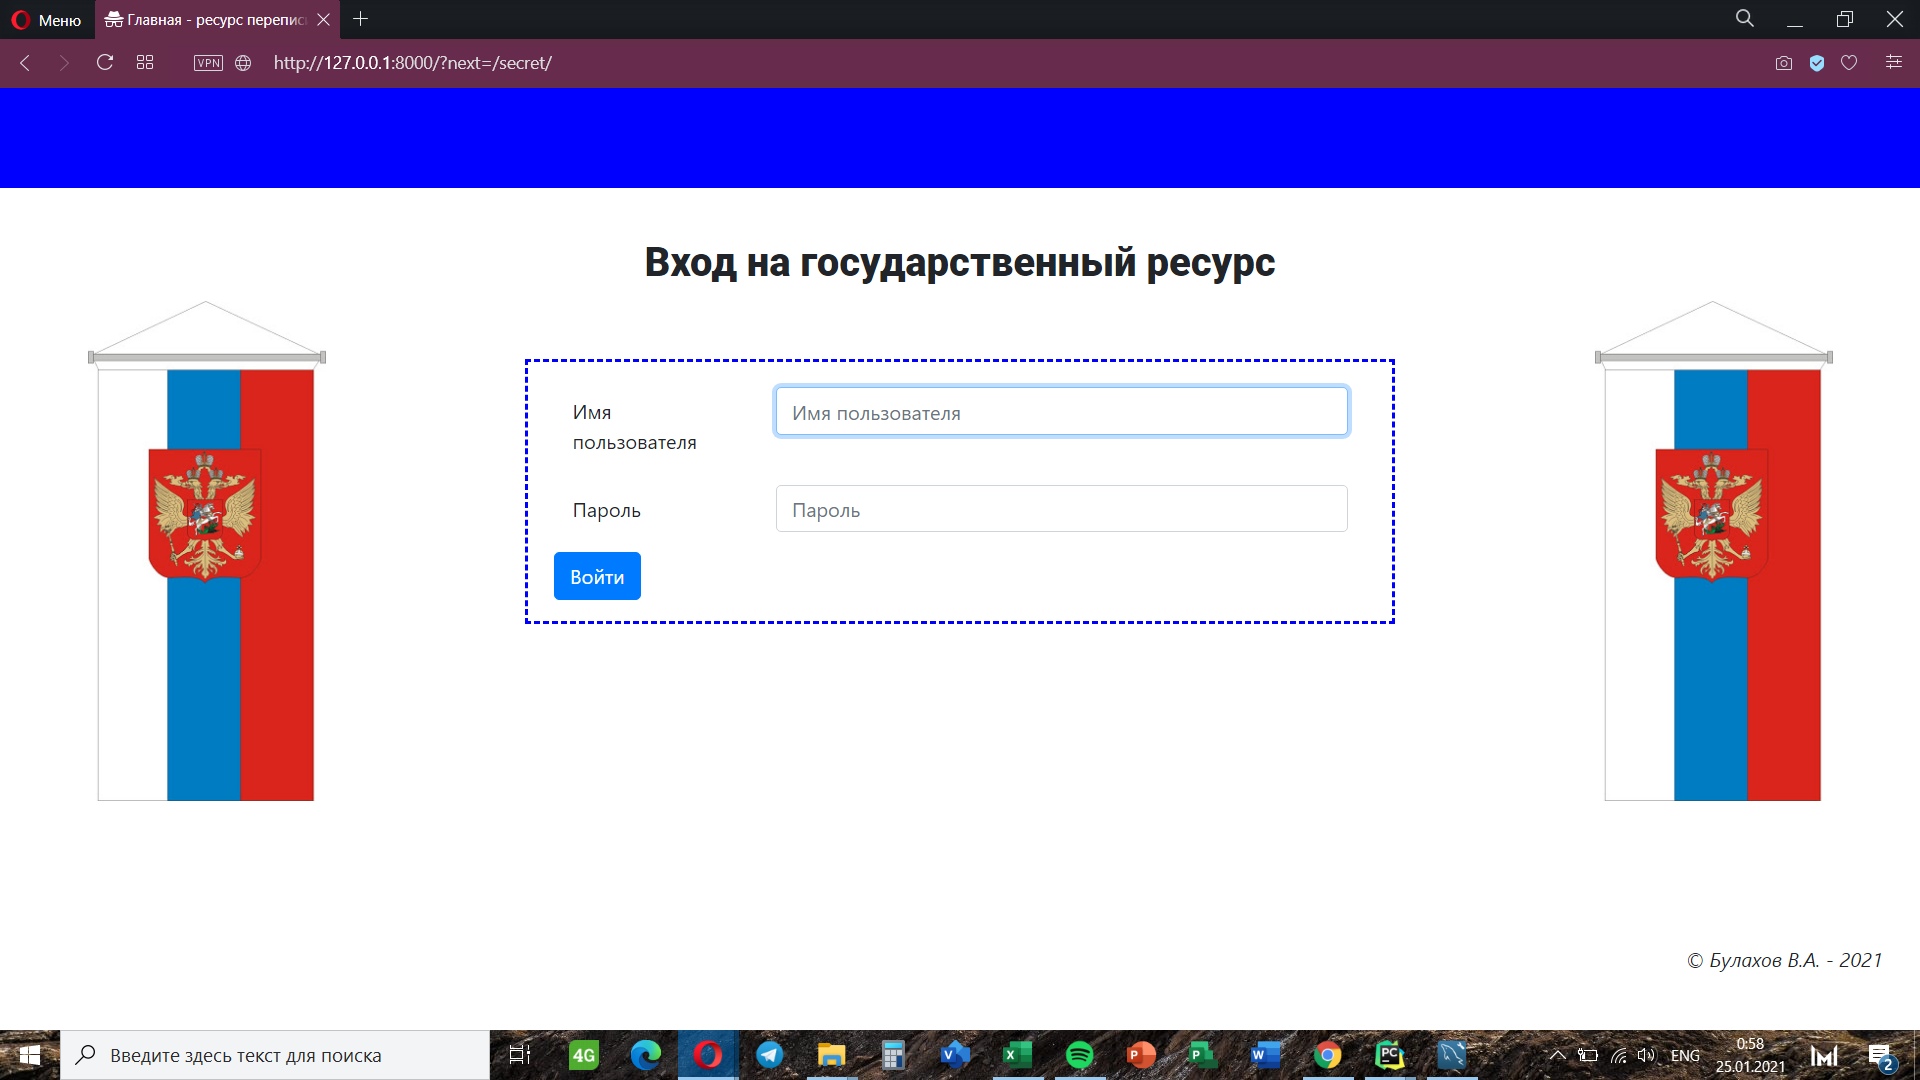 Меню
Главная - ресурс перепис
VPN
http://127.0.0.1:8000/?next=/secret/
Вход на государственный ресурс
Имя пользователя
Имя
пользователя
Пароль
Пароль
Войти
© Булахов В.А. - 2021
Введите здесь текст для поиска
4G
V
X
P
P
W
PC
ENG
0:58
25.01.2021
2